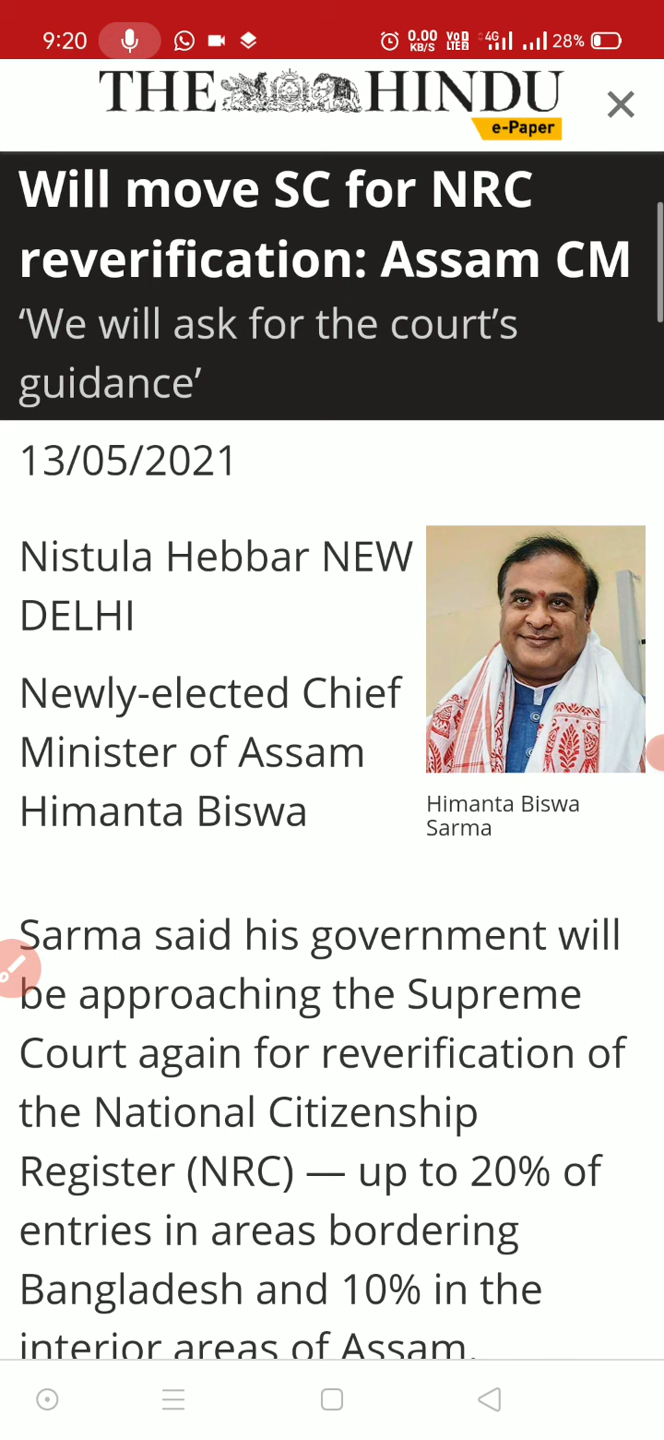 9:20
0.00 KB/S VoD LTE2 4G 28%
THE HINDU
e-Paper
Will move SC for NRC
reverification: Assam CM
‘We will ask for the court’s
guidance’
13/05/2021
Nistula Hebbar NEW
DELHI
Newly-elected Chief
Minister of Assam
Himanta Biswa
Himanta Biswa
Sarma
Sarma said his government will
be approaching the Supreme
Court again for reverification of
the National Citizenship
Register (NRC) — up to 20% of
entries in areas bordering
Bangladesh and 10% in the
interior areas of Assam.